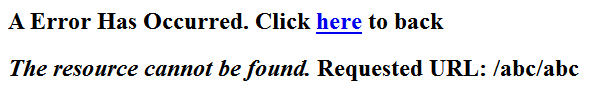 A Error Has Occurred. Click here to back
The resource cannot be found. Requested URL: /abc/abc